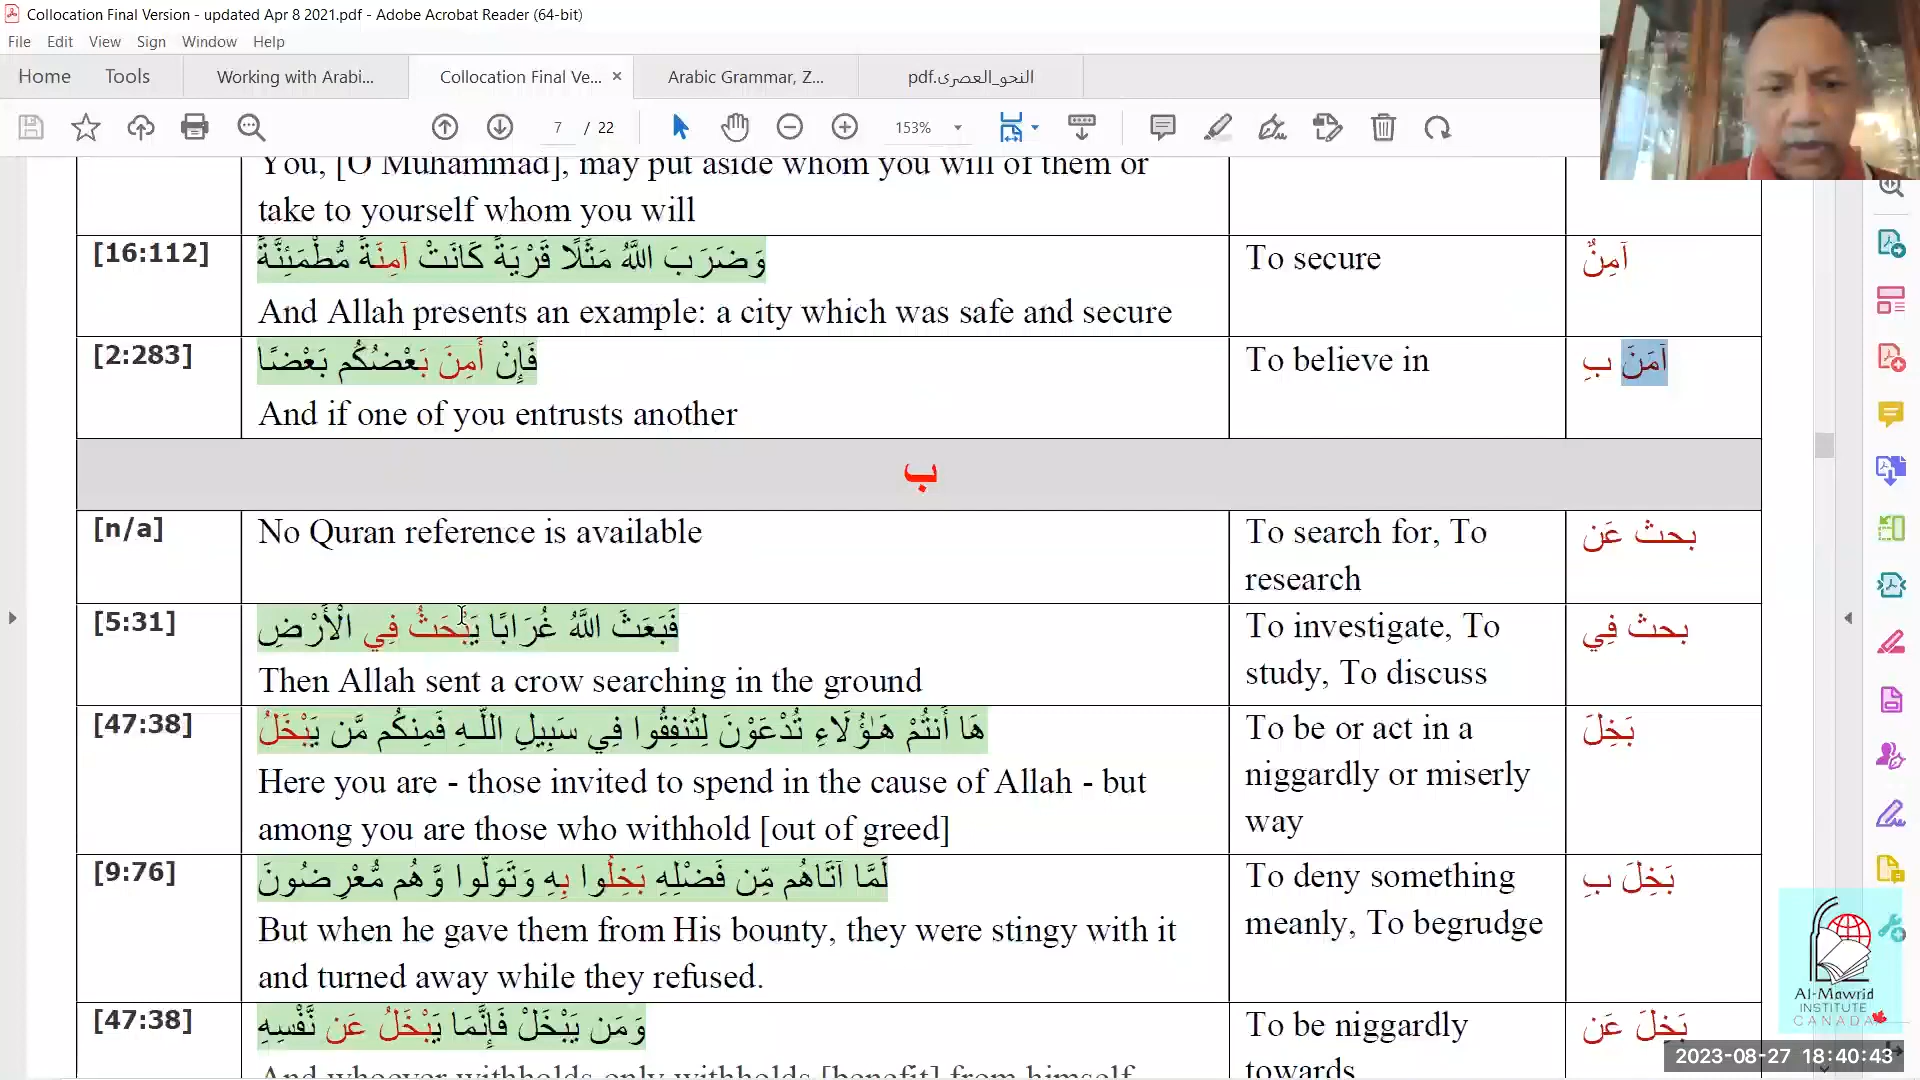 Collocation Final Version - updated Apr 8 2021.pdf - Adobe Acrobat Reader (64-bit)
File Edit View Sign Window Help
Home Tools Working with Arabi... Collocation Final Ve... × Arabic Grammar, Z... النحو_العصرى.pdf
7 / 22 153%
You, [O Muhammad], may put aside whom you will of them or
take to yourself whom you will
[16:112] وَضَرَبَ اللَّهُ مَثَلًا قَرْيَةً كَانَتْ آمِنَةً مُّطْمَئِنَّةً To secure آمِنٌ
And Allah presents an example: a city which was safe and secure
[2:283] فَإِنْ أَمِنَ بَعْضُكُم بَعْضًا To believe in آمَنَ بِ
And if one of you entrusts another
ب
[n/a] No Quran reference is available To search for, To بحث عَن
research
[5:31] فَبَعَثَ اللَّهُ غُرَابًا يَبْحَثُ فِي الْأَرْضِ To investigate, To بحث فِي
Then Allah sent a crow searching in the ground study, To discuss
[47:38] هَا أَنتُمْ هَـٰؤُلَاءِ تُدْعَوْنَ لِتُنفِقُوا فِي سَبِيلِ اللَّـهِ فَمِنكُم مَّن يَبْخَلُ To be or act in a بَخِلَ
Here you are - those invited to spend in the cause of Allah - but niggardly or miserly
among you are those who withhold [out of greed] way
[9:76] لَمَّا آتَاهُم مِّن فَضْلِهِ بَخِلُوا بِهِ وَتَوَلَّوا وَّهُم مُّعْرِضُونَ To deny something بَخِلَ بِ
But when he gave them from His bounty, they were stingy with it meanly, To begrudge
and turned away while they refused.
[47:38] وَمَن يَبْخَلْ فَإِنَّمَا يَبْخَلُ عَن نَّفْسِهِ To be niggardly بَخِلَ عَن
And whoever withholds only withholds [benefit] from himself towards
Al-Mawrid
INSTITUTE
CANADA
2023-08-27 18:40:43